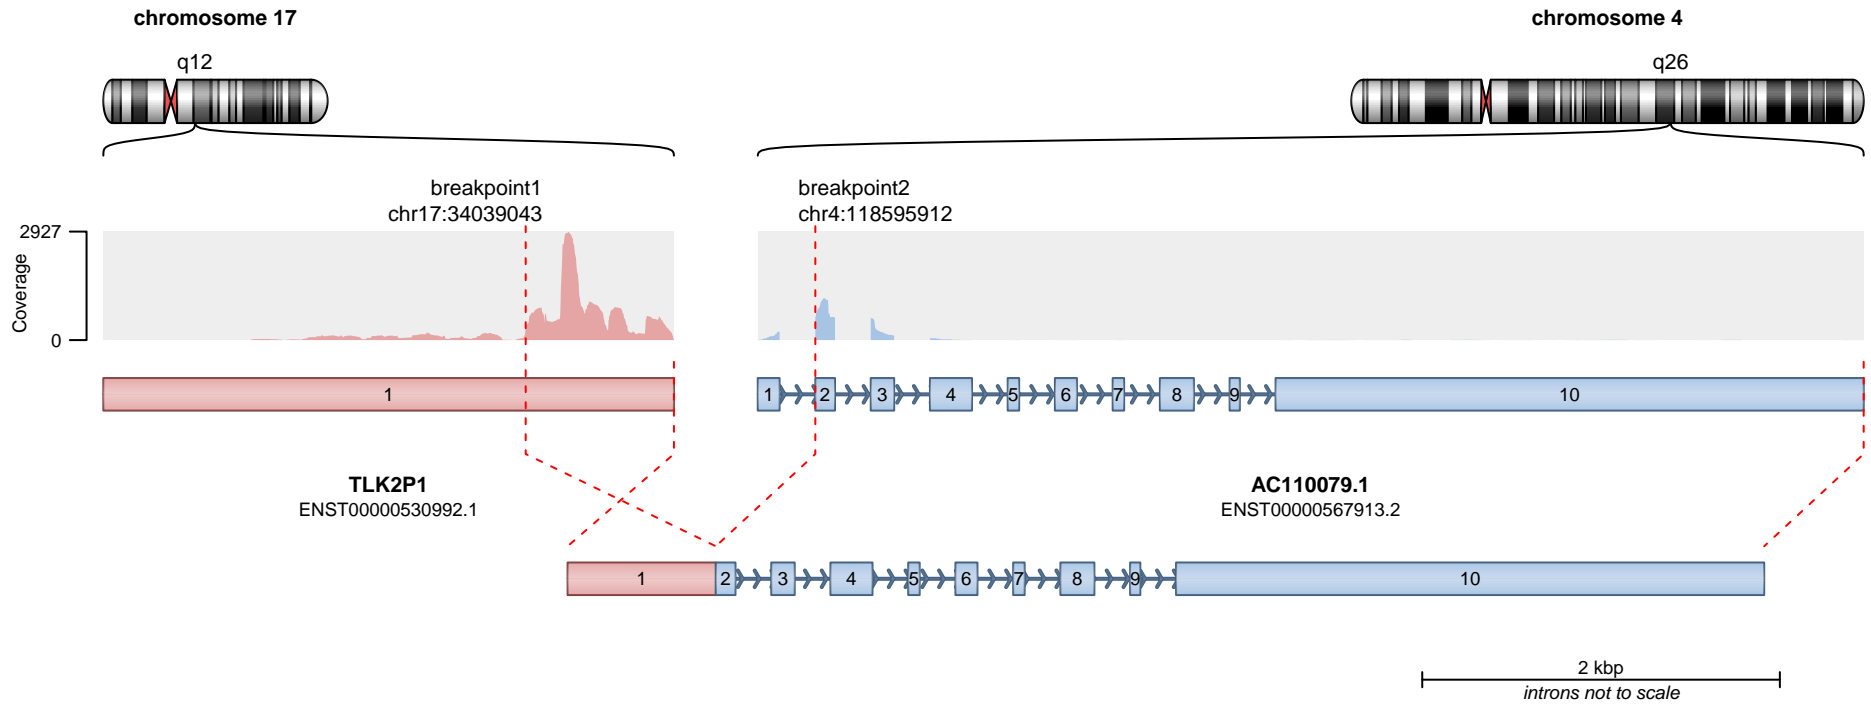 chromosome 17
chromosome 4
q12
q26
breakpoint1
chr17:34039043
breakpoint2
chr4:118595912
2927
Coverage
0
1
1 2 3 4 5 6 7 8 9 10
TLK2P1
ENST00000530992.1
AC110079.1
ENST00000567913.2
1 2 3 4 5 6 7 8 9 10
2 kbp
introns not to scale